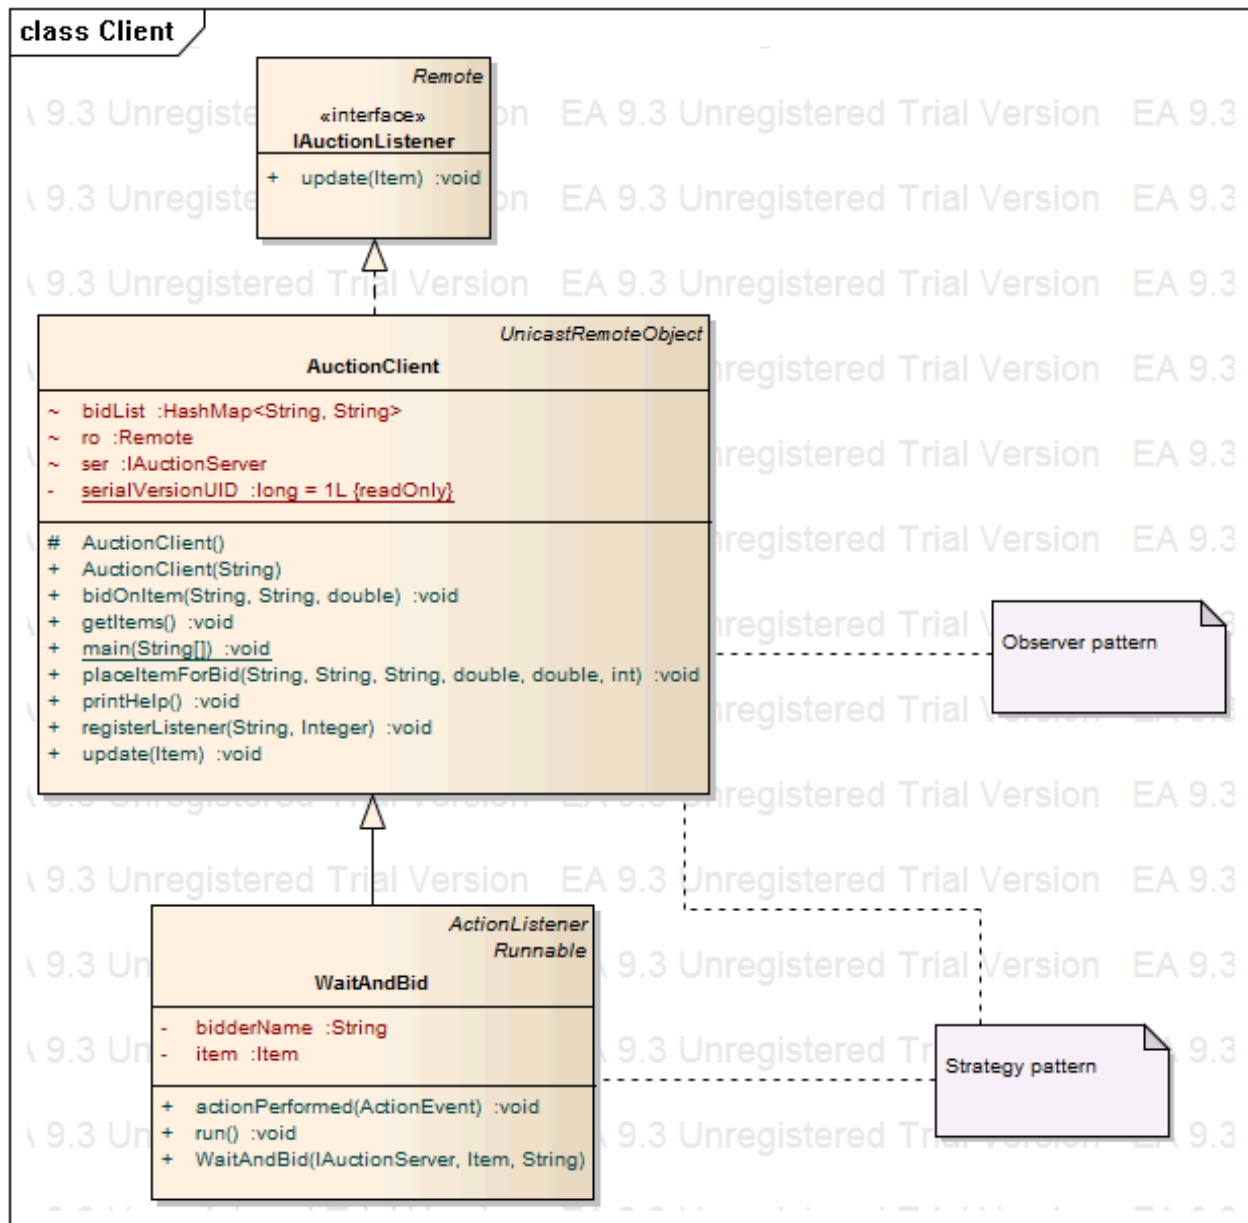 class Client
Remote
«interface»
IAuctionListener
+ update(Item) :void
UnicastRemoteObject
AuctionClient
~ bidList :HashMap<String, String>
~ ro :Remote
~ ser :IAuctionServer
- serialVersionUID :long = 1L {readOnly}
# AuctionClient()
+ AuctionClient(String)
+ bidOnItem(String, String, double) :void
+ getItems() :void
+ main(String[]) :void
+ placeItemForBid(String, String, String, double, double, int) :void
+ printHelp() :void
+ registerListener(String, Integer) :void
+ update(Item) :void
Observer pattern
ActionListener
Runnable
WaitAndBid
- bidderName :String
- item :Item
+ actionPerformed(ActionEvent) :void
+ run() :void
+ WaitAndBid(IAuctionServer, Item, String)
Strategy pattern
EA 9.3 Unregistered Trial Version